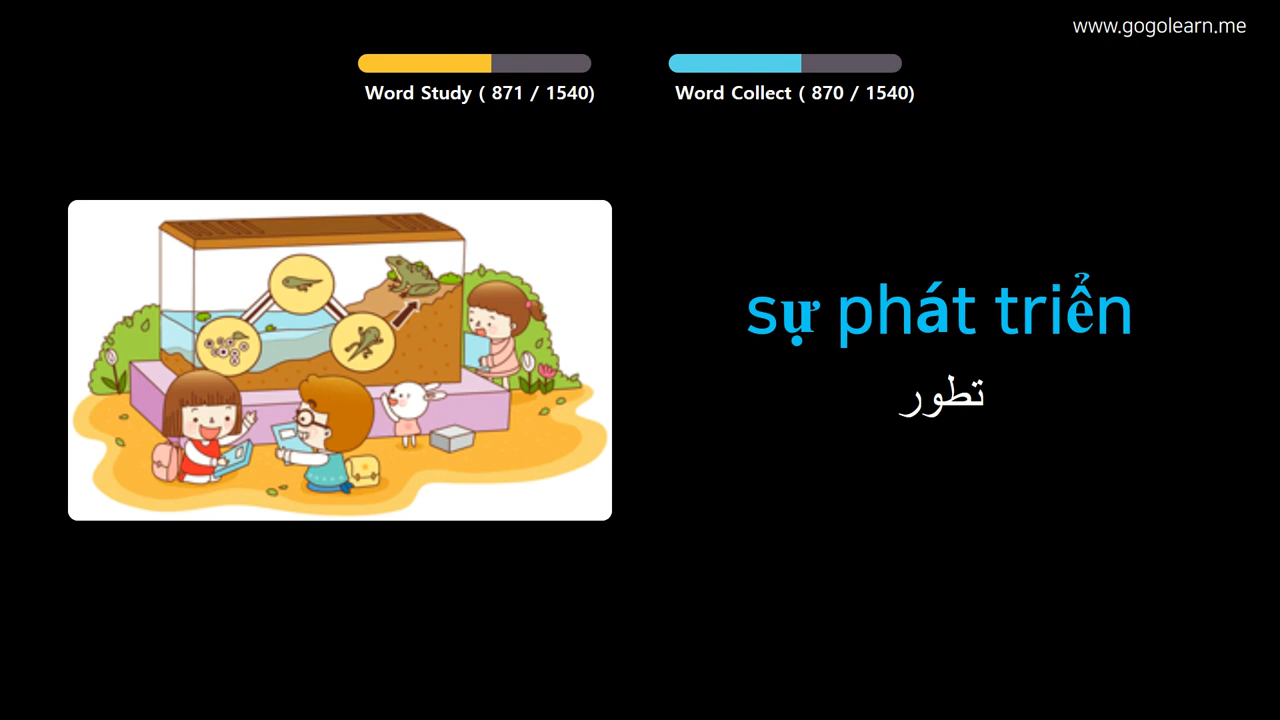 www.gogolearn.me
Word Study ( 871 / 1540)
Word Collect ( 870 / 1540)
sự phát triển
تطور